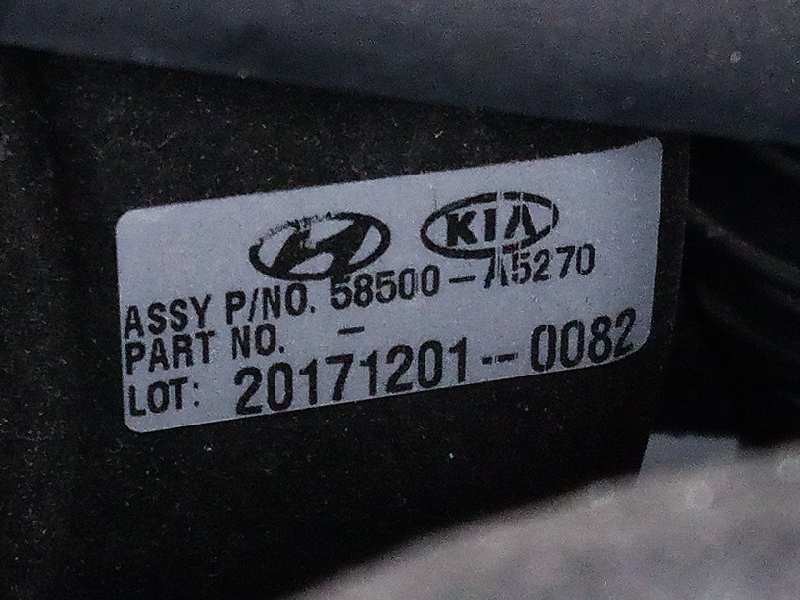 KIA
ASSY P/NO. 58500-A5270
PART NO. -
LOT: 20171201--0082